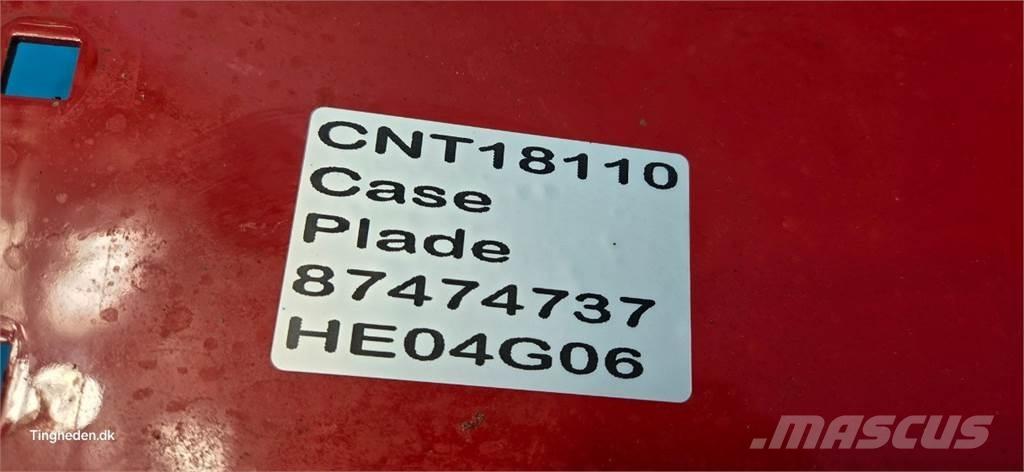 CNT18110
Case
Plade
87474737
HE04G06
Tingheden.dk
MASCUS